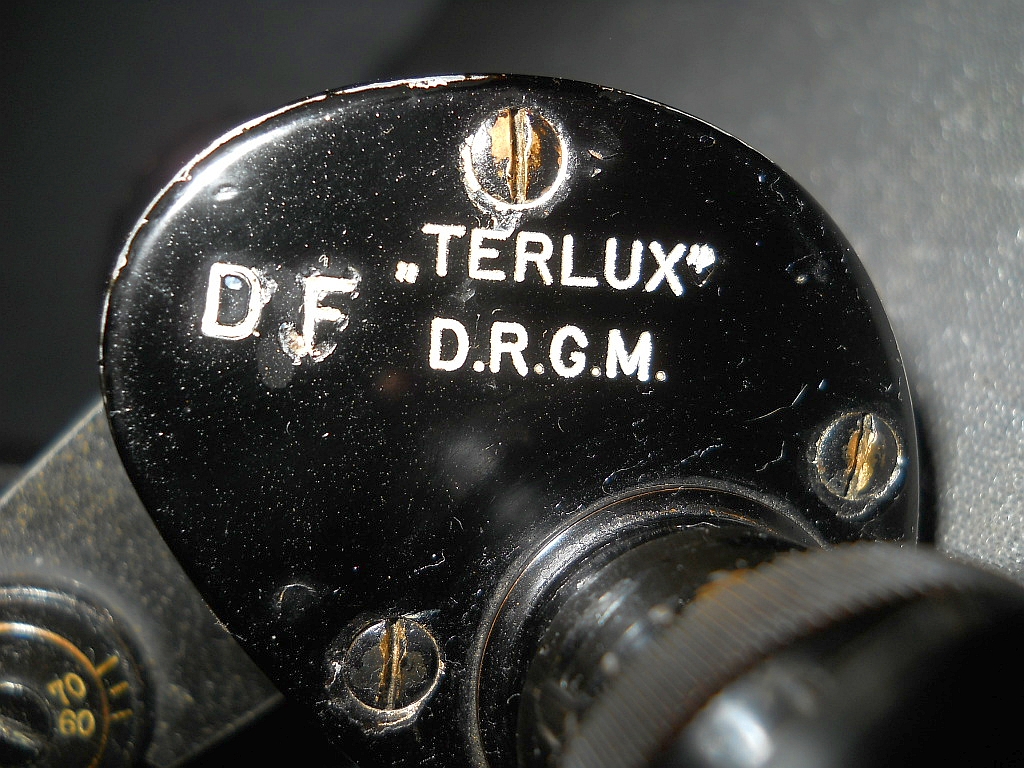 D.F „TERLUX”
D.R.G.M.
70
60